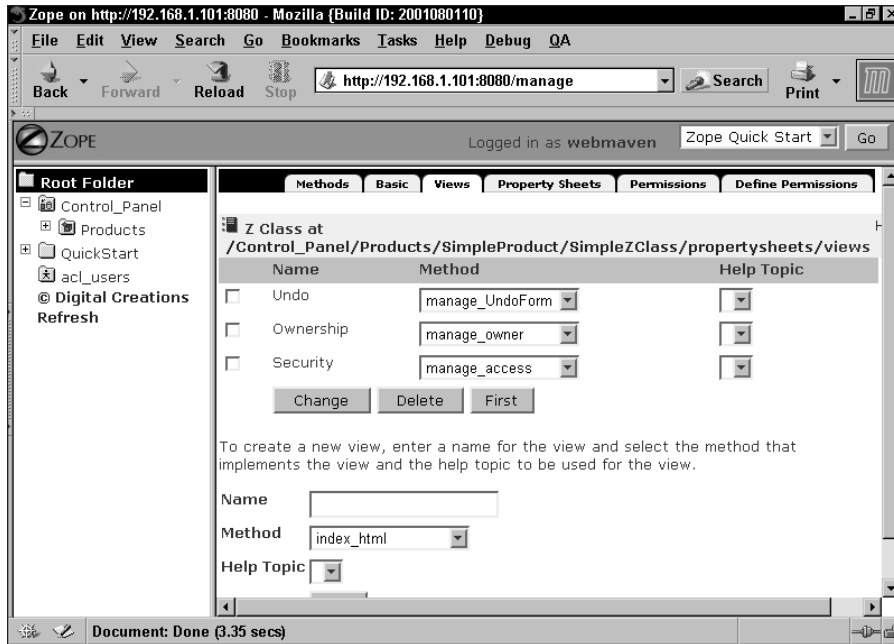 Zope on http://192.168.1.101:8080 - Mozilla {Build ID: 2001080110}
File Edit View Search Go Bookmarks Tasks Help Debug QA
Back Forward Reload Stop http://192.168.1.101:8080/manage Search Print
ZOPE Logged in as webmaven Zope Quick Start Go
Root Folder
Control_Panel
Products
QuickStart
acl_users
© Digital Creations
Refresh
Methods Basic Views Property Sheets Permissions Define Permissions
Z Class at
/Control_Panel/Products/SimpleProduct/SimpleZClass/propertysheets/views
Name Method Help Topic
Undo manage_UndoForm
Ownership manage_owner
Security manage_access
Change Delete First
To create a new view, enter a name for the view and select the method that
implements the view and the help topic to be used for the view.
Name
Method index_html
Help Topic
Document: Done (3.35 secs)